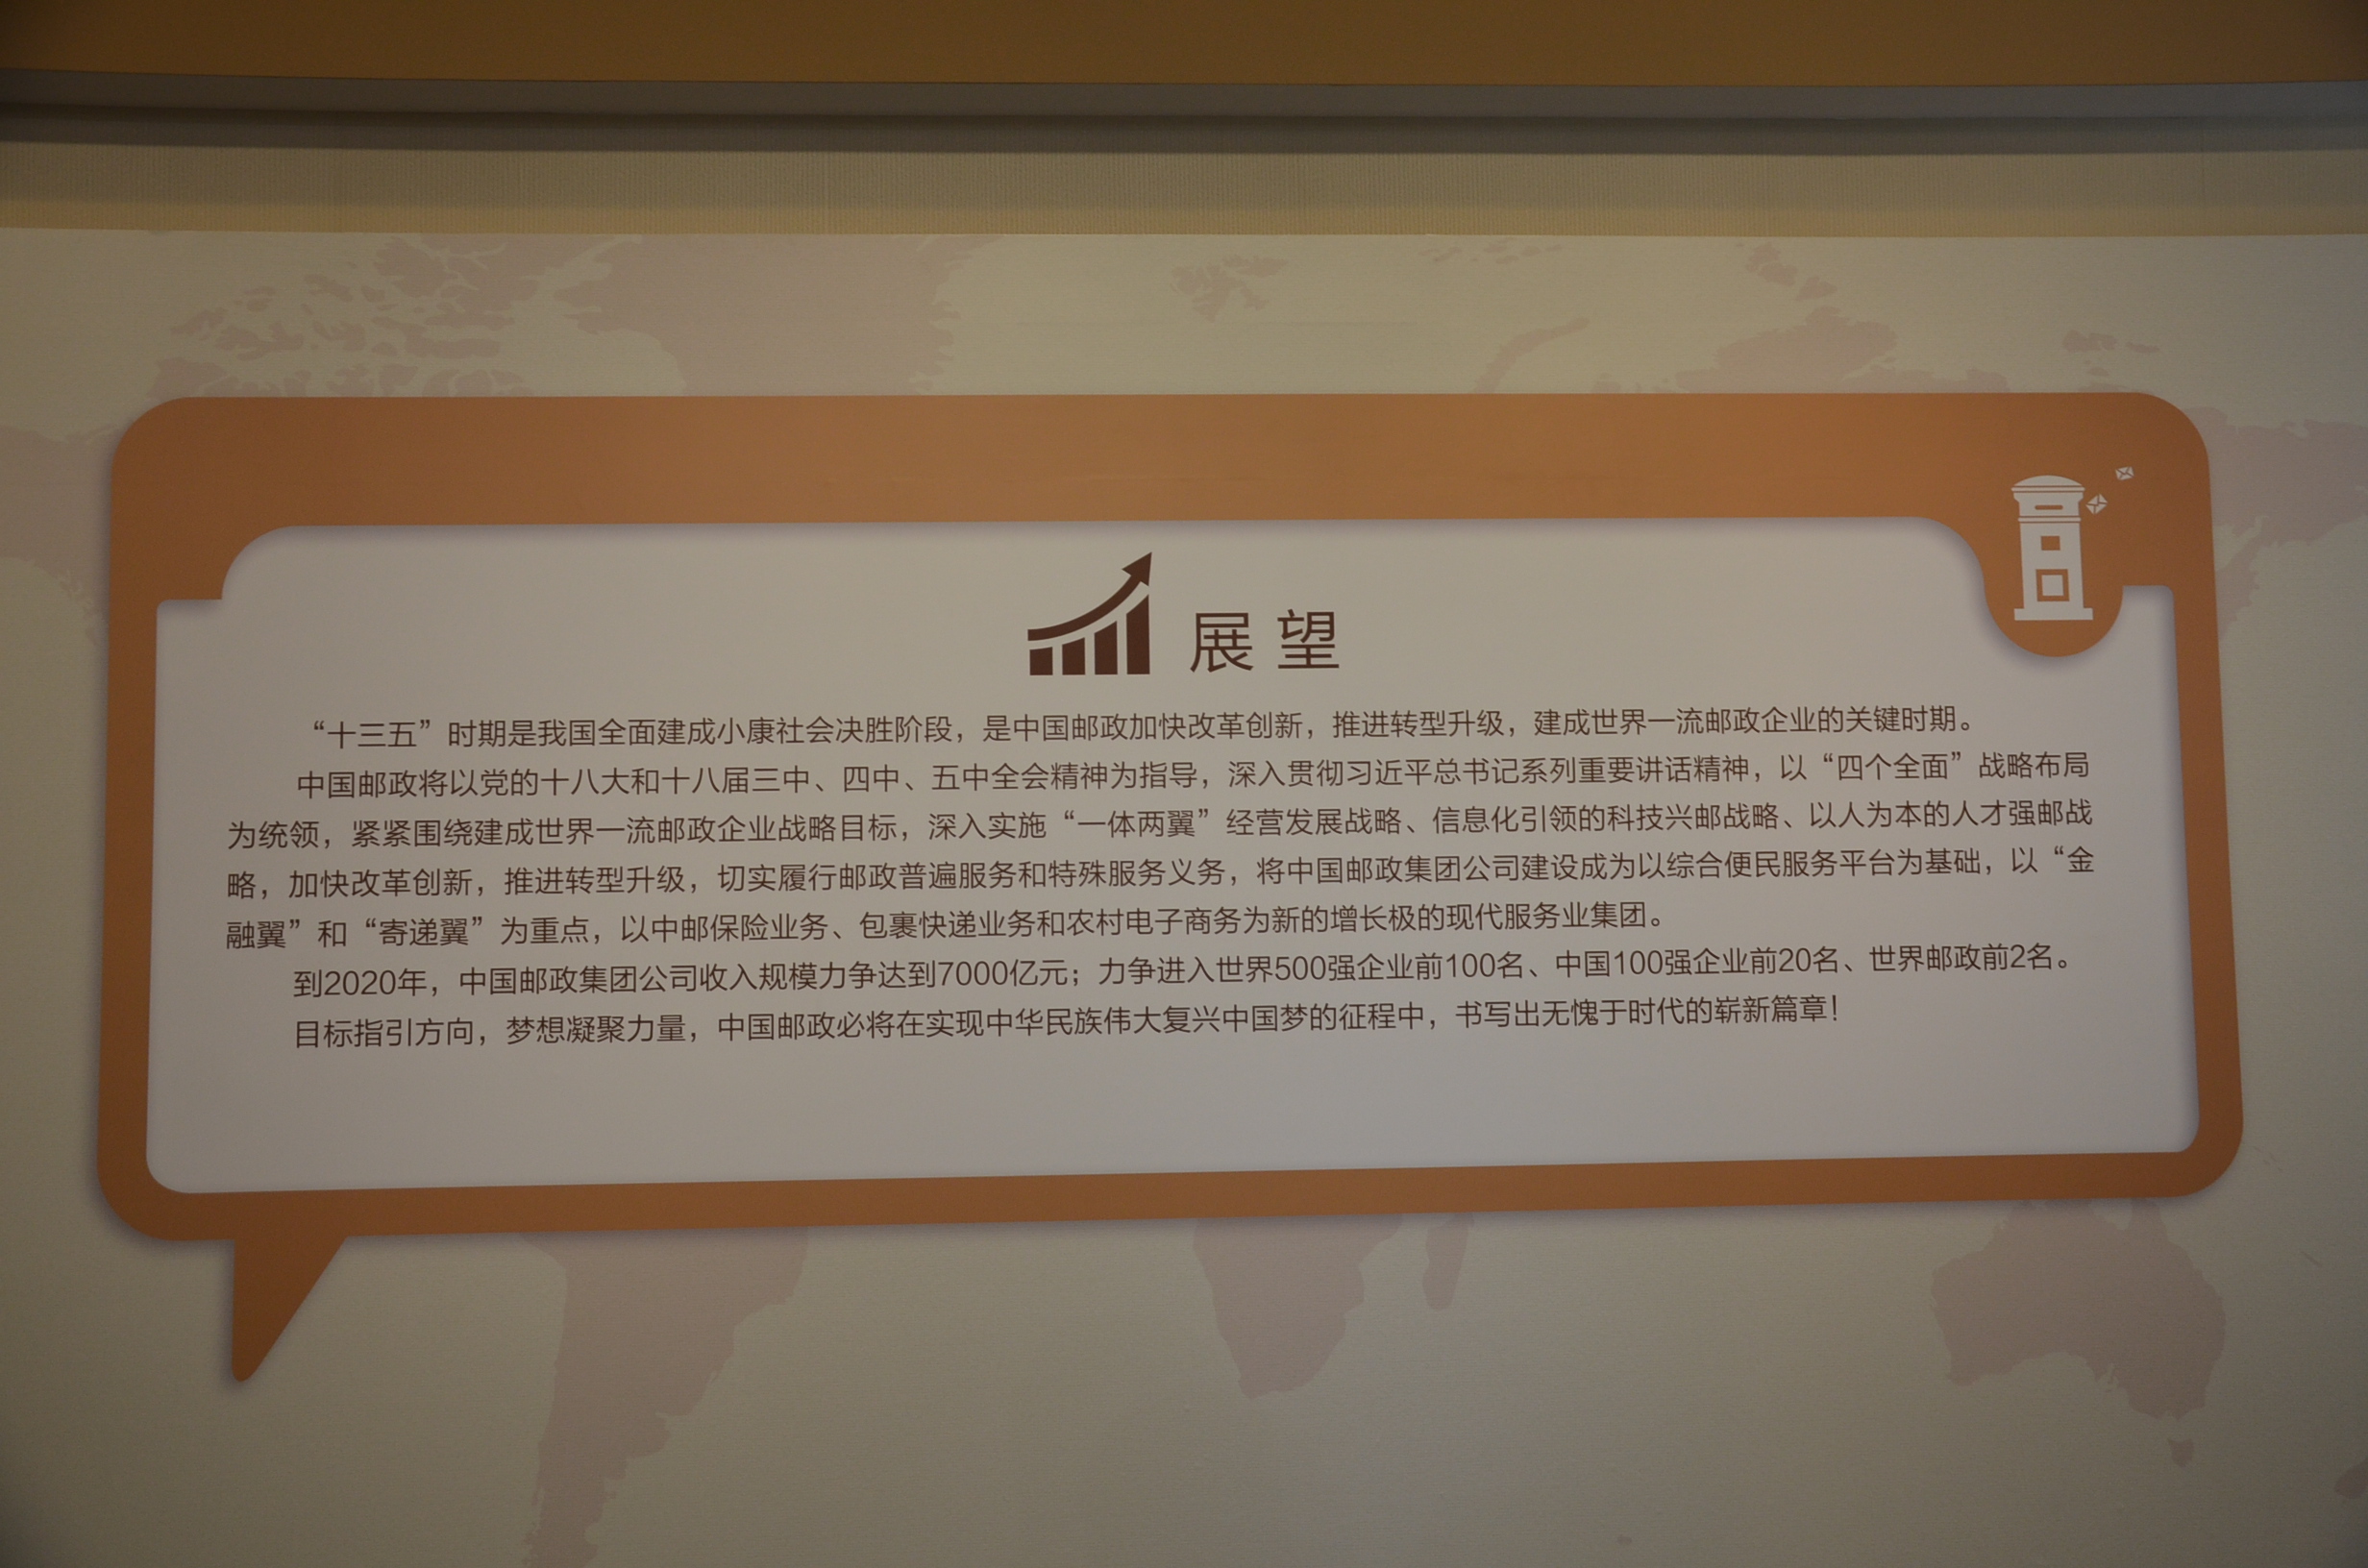 展望
“十三五”时期是我国全面建成小康社会决胜阶段，是中国邮政加快改革创新，推进转型升级，建成世界一流邮政企业的关键时期。
中国邮政将以党的十八大和十八届三中、四中、五中全会精神为指导，深入贯彻习近平总书记系列重要讲话精神，以“四个全面”战略布局
为统领，紧紧围绕建成世界一流邮政企业战略目标，深入实施“一体两翼”经营发展战略、信息化引领的科技兴邮战略、以人为本的人才强邮战
略，加快改革创新，推进转型升级，切实履行邮政普遍服务和特殊服务义务，将中国邮政集团公司建设成为以综合便民服务平台为基础，以“金
融翼”和“寄递翼”为重点，以中邮保险业务、包裹快递业务和农村电子商务为新的增长极的现代服务业集团。
到2020年，中国邮政集团公司收入规模力争达到7000亿元；力争进入世界500强企业前100名、中国100强企业前20名、世界邮政前2名。
目标指引方向，梦想凝聚力量，中国邮政必将在实现中华民族伟大复兴中国梦的征程中，书写出无愧于时代的崭新篇章！